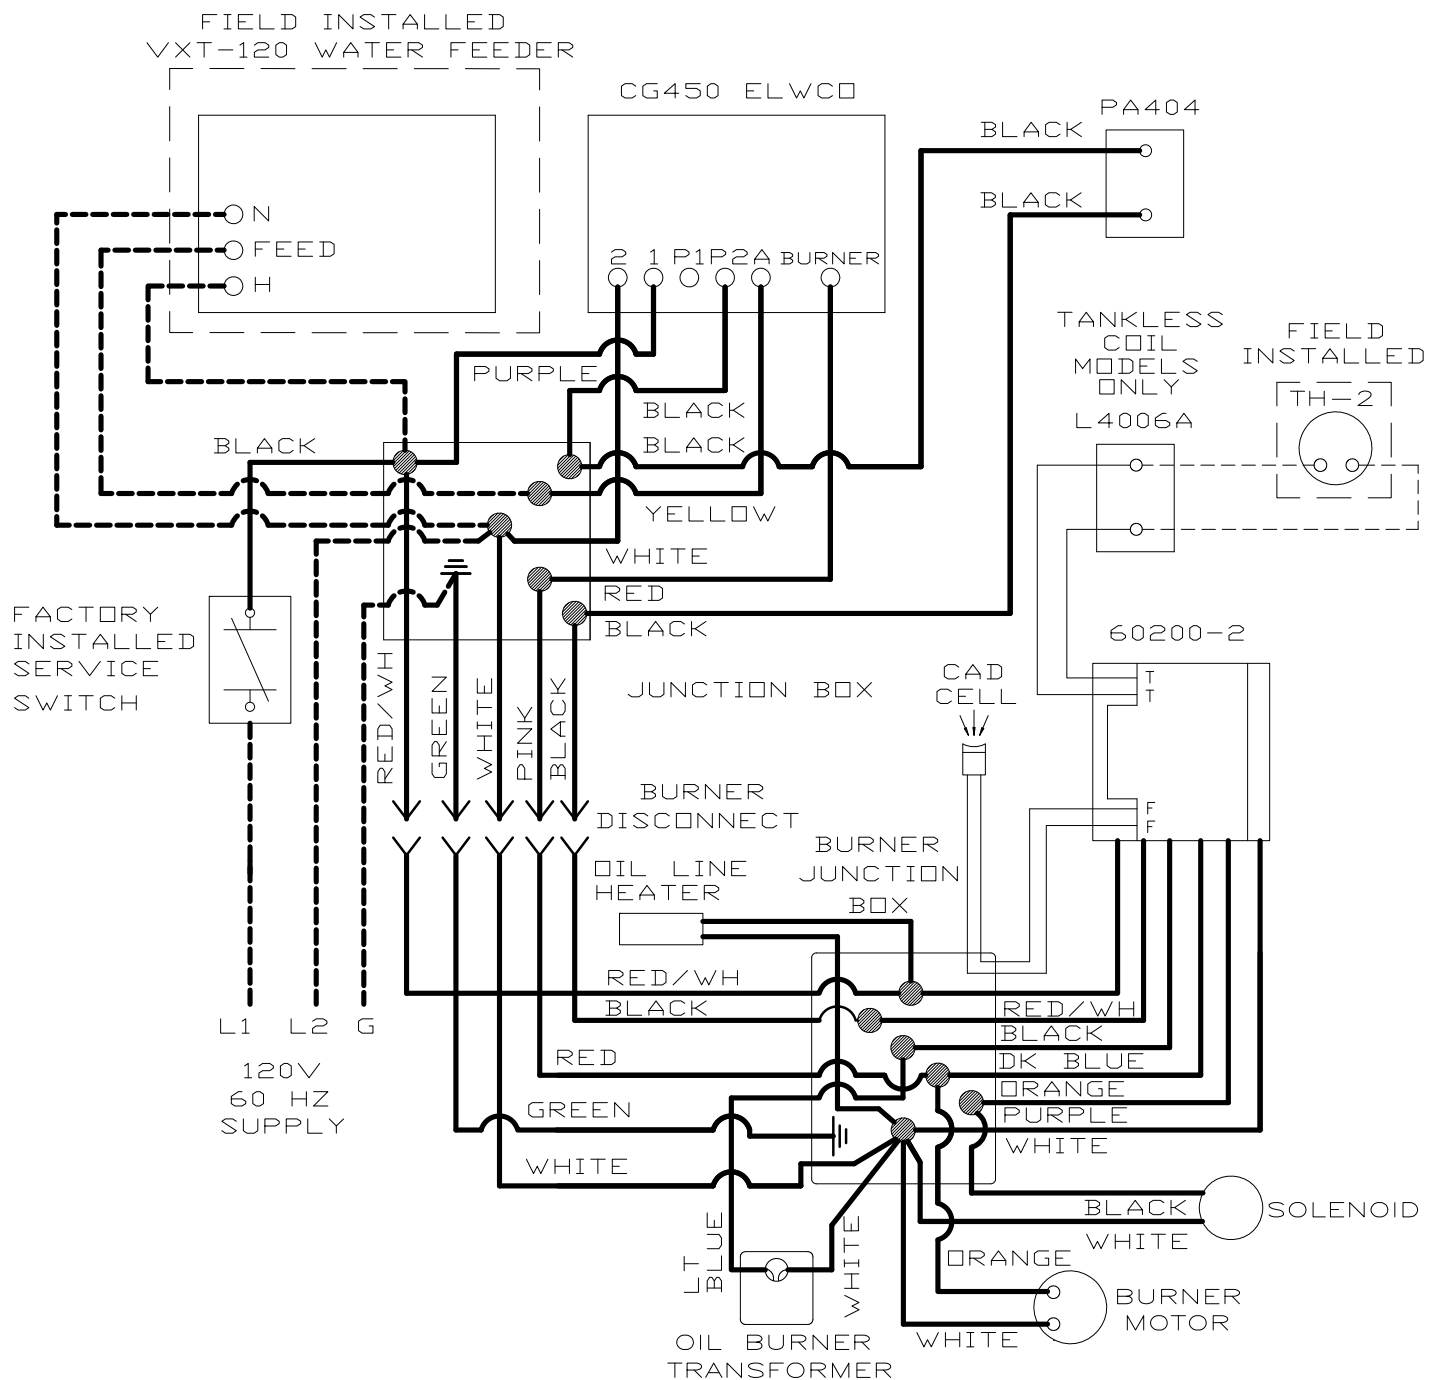 FIELD INSTALLED
VXT-120 WATER FEEDER
CG450 ELWCO
PA404
BLACK
BLACK
N
FEED
H
2 1 P1 P2 A BURNER
TANKLESS
COIL
MODELS
ONLY
FIELD
INSTALLED
TH-2
L4006A
PURPLE
BLACK
BLACK
BLACK
YELLOW
WHITE
RED
BLACK
FACTORY
INSTALLED
SERVICE
SWITCH
60200-2
T
T
F
F
CAD
CELL
JUNCTION BOX
RED/WH
GREEN
WHITE
PINK
BLACK
BURNER
DISCONNECT
BURNER
JUNCTION
BOX
OIL LINE
HEATER
RED/WH
BLACK
RED/WH
BLACK
DK BLUE
ORANGE
PURPLE
WHITE
RED
GREEN
WHITE
L1 L2 G
120V
60 HZ
SUPPLY
LT
BLUE
WHITE
BLACK
WHITE
SOLENOID
ORANGE
WHITE
BURNER
MOTOR
OIL BURNER
TRANSFORMER